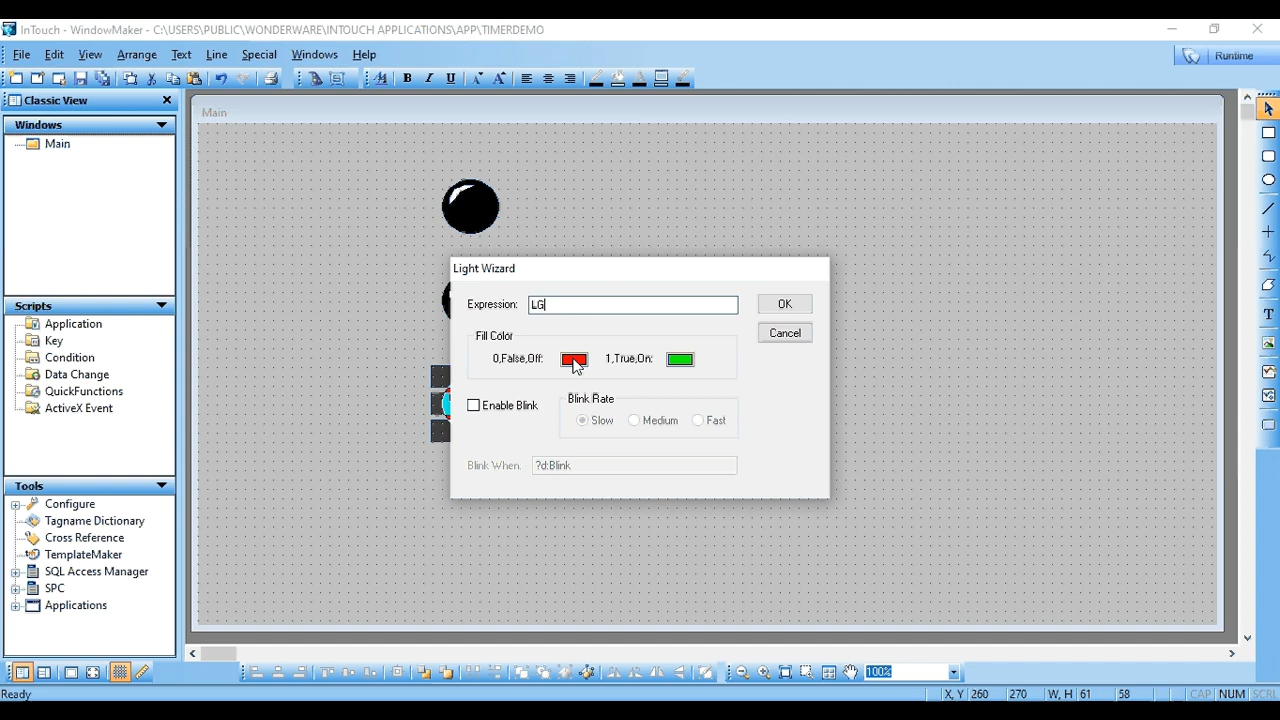 InTouch - WindowMaker - C:\USERS\PUBLIC\WONDERWARE\INTOUCH APPLICATIONS\APP\TIMERDEMO
File Edit View Arrange Text Line Special Windows Help
Runtime
Classic View
Windows
Main
Scripts
Application
Key
Condition
Data Change
QuickFunctions
ActiveX Event
Tools
Configure
Tagname Dictionary
Cross Reference
TemplateMaker
SQL Access Manager
SPC
Applications
Main
Light Wizard
Expression: LG OK
Fill Color Cancel
0,False,Off: 1,True,On:
Enable Blink Blink Rate
Slow Medium Fast
Blink When: ?d:Blink
100%
Ready X, Y 260 270 W, H 61 58 CAP NUM SCRL